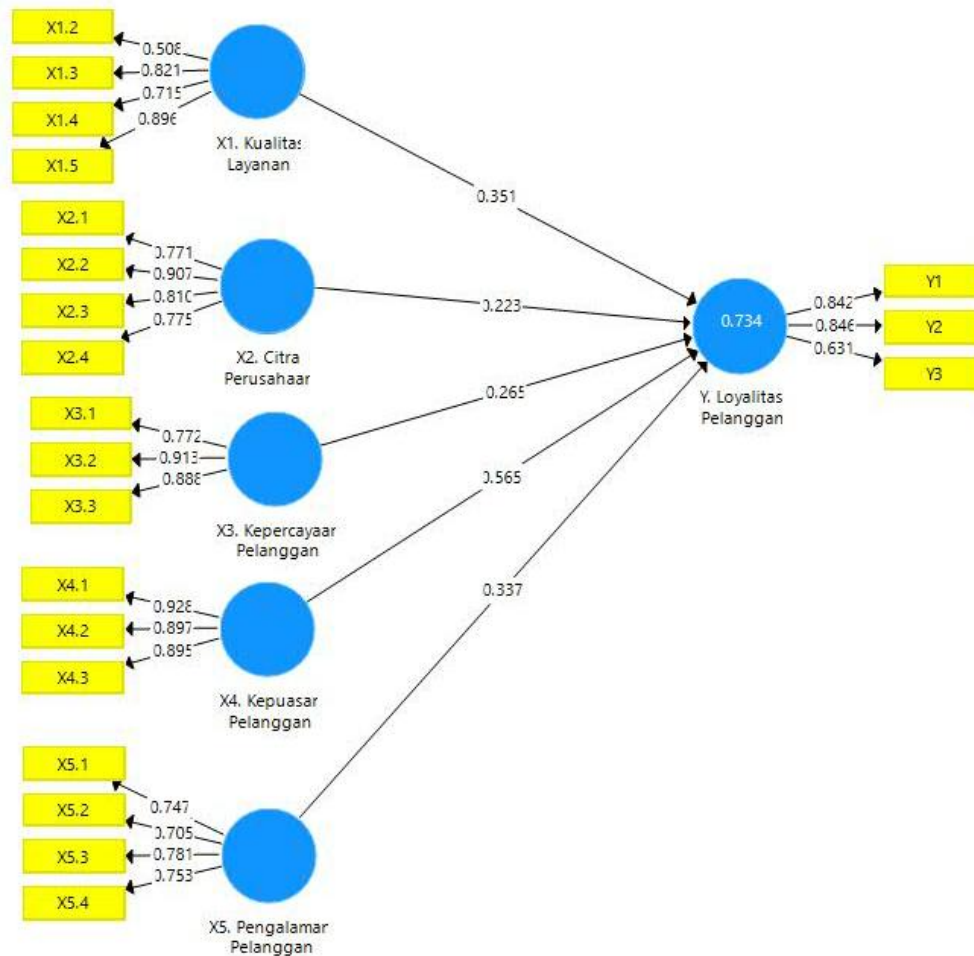 X1.2
X1.3
X1.4
X1.5
0.508
0.821
0.715
0.896
X1. Kualitas
Layanan
0.351
X2.1
X2.2
X2.3
X2.4
0.771
0.907
0.810
0.775
X2. Citra
Perusahaar
0.223
X3.1
X3.2
X3.3
0.772
0.913
0.888
X3. Kepercayaar
Pelanggan
0.265
X4.1
X4.2
X4.3
0.928
0.897
0.895
X4. Kepuasar
Pelanggan
0.565
X5.1
X5.2
X5.3
X5.4
0.747
0.705
0.781
0.753
X5. Pengalamar
Pelanggan
0.337
0.734
Y. Loyalitas
Pelanggan
0.842
0.846
0.631
Y1
Y2
Y3